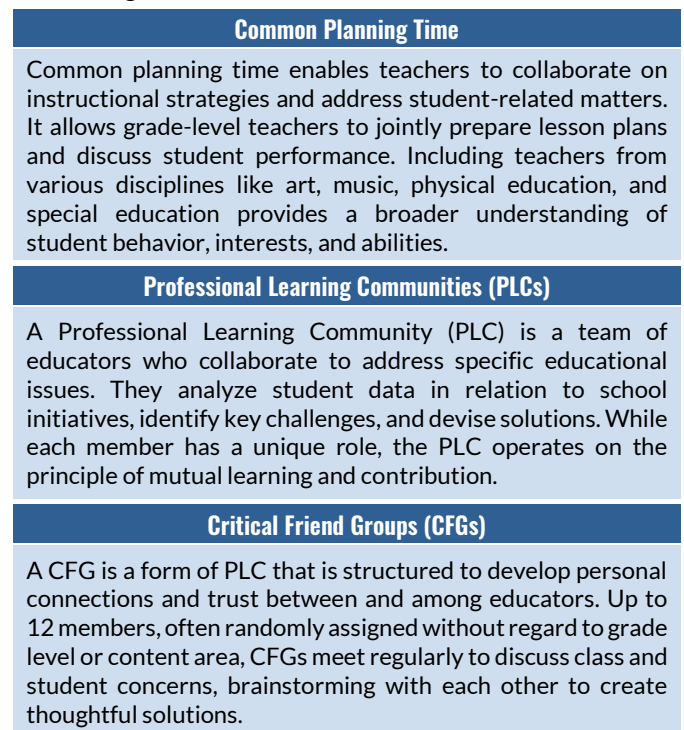 Common Planning Time
Common planning time enables teachers to collaborate on
instructional strategies and address student-related matters.
It allows grade-level teachers to jointly prepare lesson plans
and discuss student performance. Including teachers from
various disciplines like art, music, physical education, and
special education provides a broader understanding of
student behavior, interests, and abilities.
Professional Learning Communities (PLCs)
A Professional Learning Community (PLC) is a team of
educators who collaborate to address specific educational
issues. They analyze student data in relation to school
initiatives, identify key challenges, and devise solutions. While
each member has a unique role, the PLC operates on the
principle of mutual learning and contribution.
Critical Friend Groups (CFGs)
A CFG is a form of PLC that is structured to develop personal
connections and trust between and among educators. Up to
12 members, often randomly assigned without regard to grade
level or content area, CFGs meet regularly to discuss class and
student concerns, brainstorming with each other to create
thoughtful solutions.